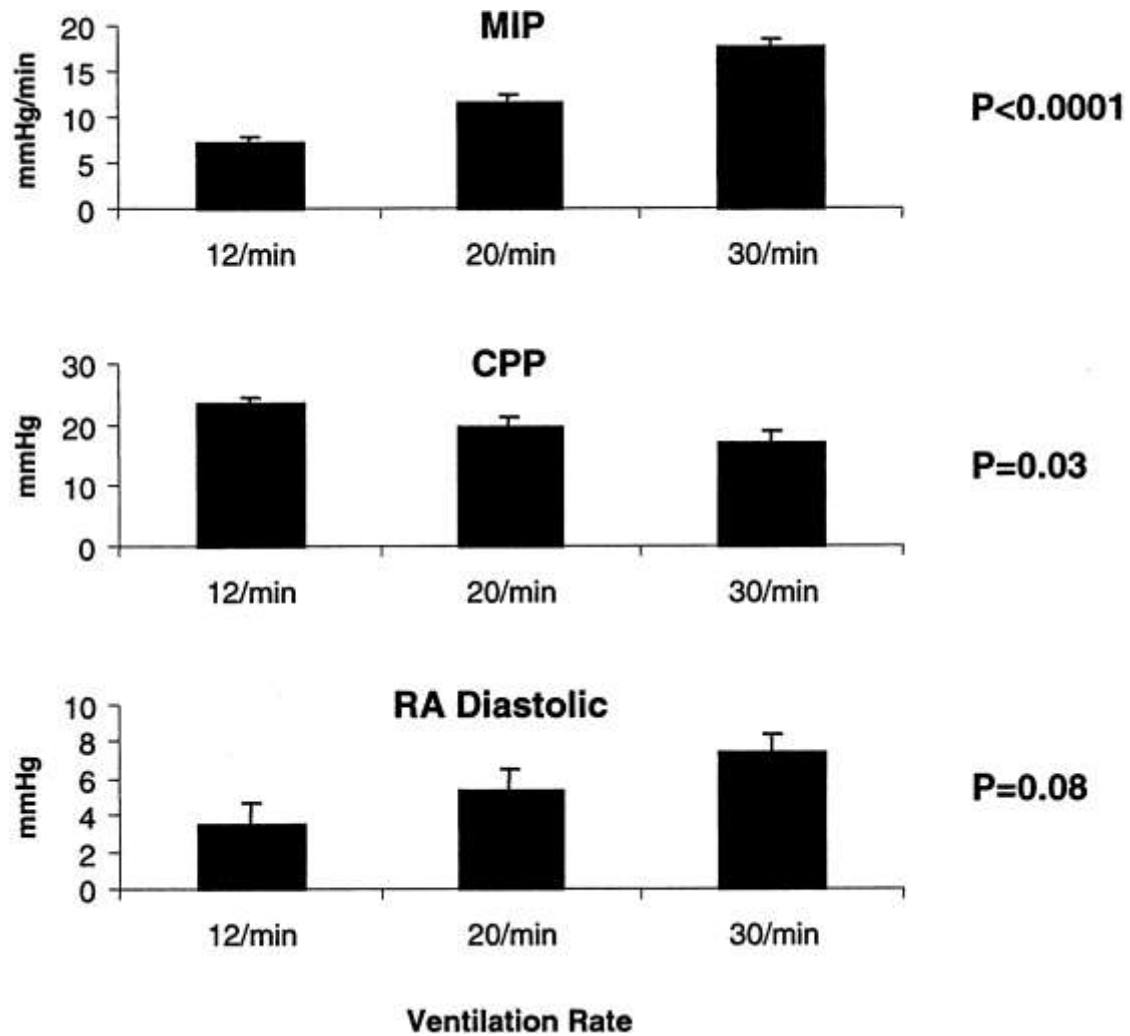 MIP
mmHg/min
20
15
10
5
0
12/min 20/min 30/min
P<0.0001
CPP
mmHg
30
20
10
0
12/min 20/min 30/min
P=0.03
RA Diastolic
mmHg
10
8
6
4
2
0
12/min 20/min 30/min
P=0.08
Ventilation Rate